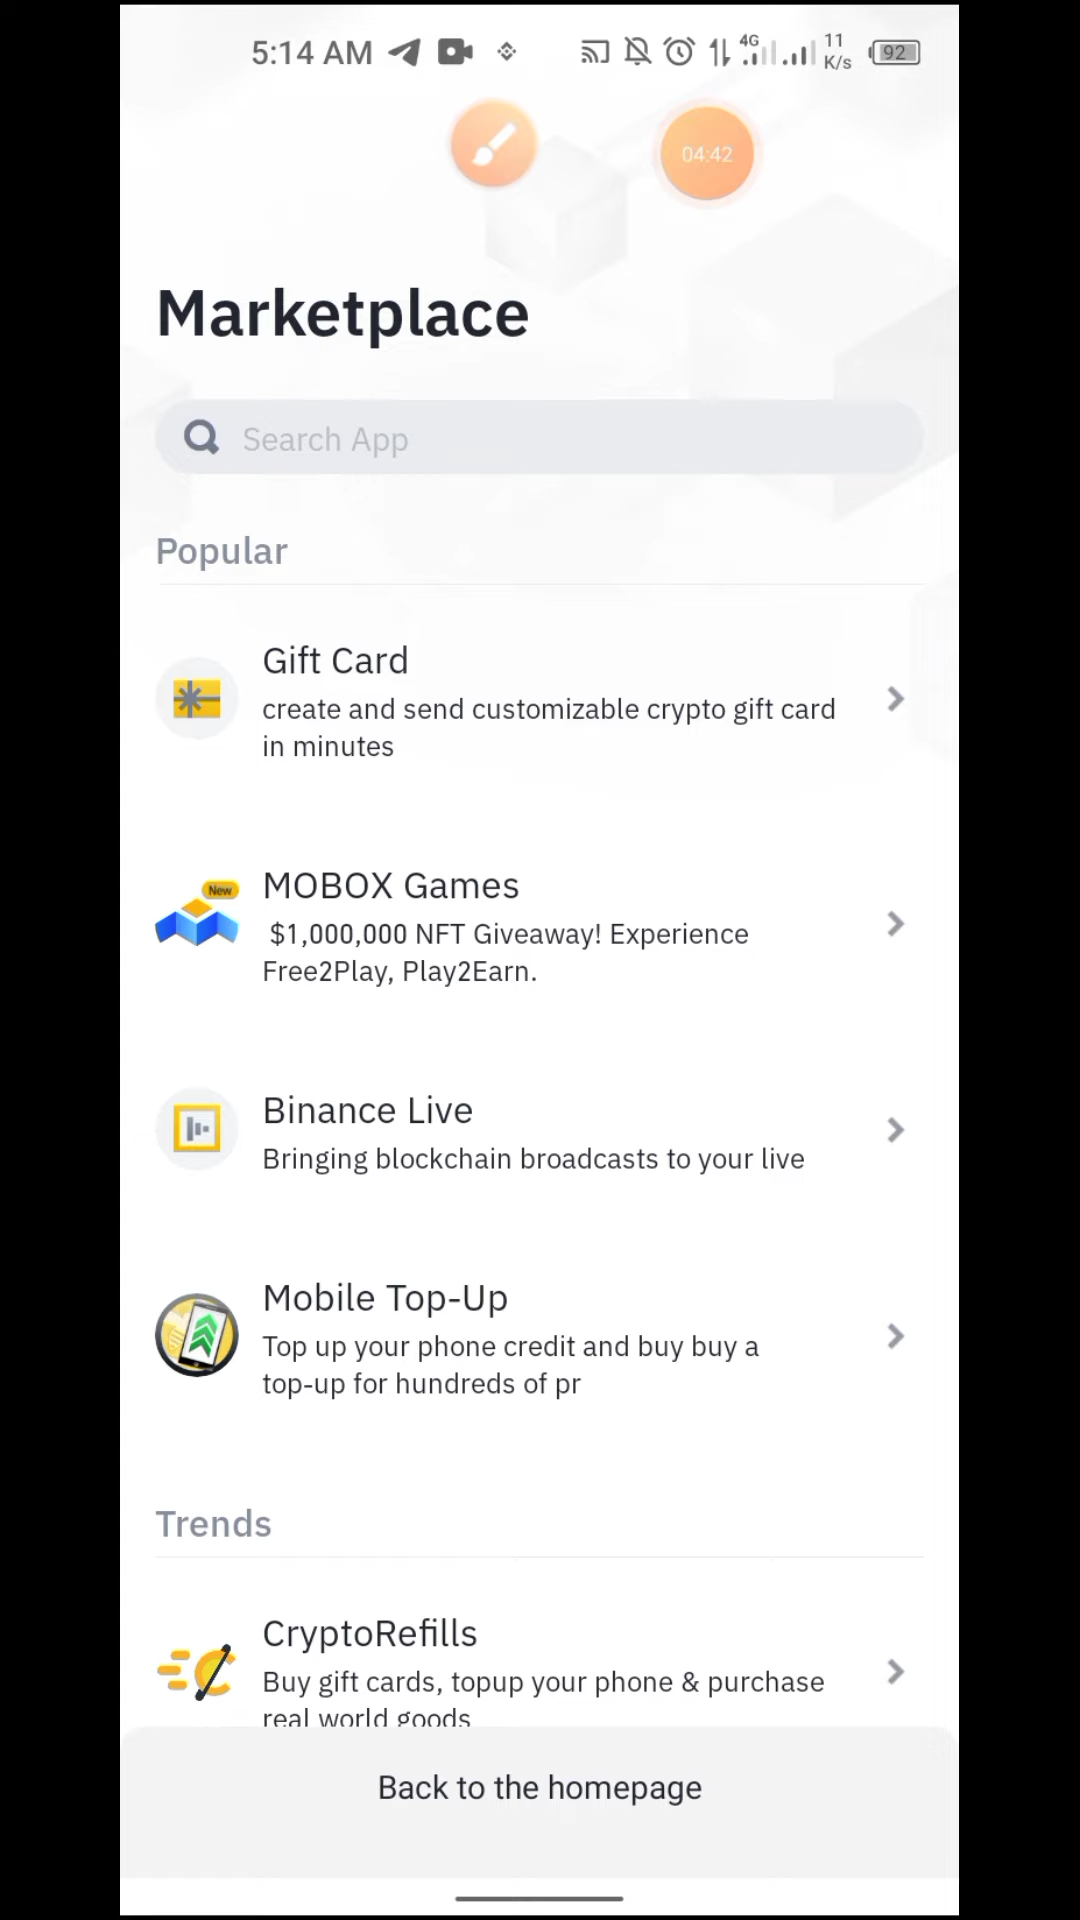 5:14 AM
4G
11
K/s
92
04:42
Marketplace
Search App
Popular
Gift Card
create and send customizable crypto gift card
in minutes
New
MOBOX Games
$1,000,000 NFT Giveaway! Experience
Free2Play, Play2Earn.
Binance Live
Bringing blockchain broadcasts to your live
Mobile Top-Up
Top up your phone credit and buy buy a
top-up for hundreds of pr
Trends
CryptoRefills
Buy gift cards, topup your phone & purchase
real world goods
Back to the homepage